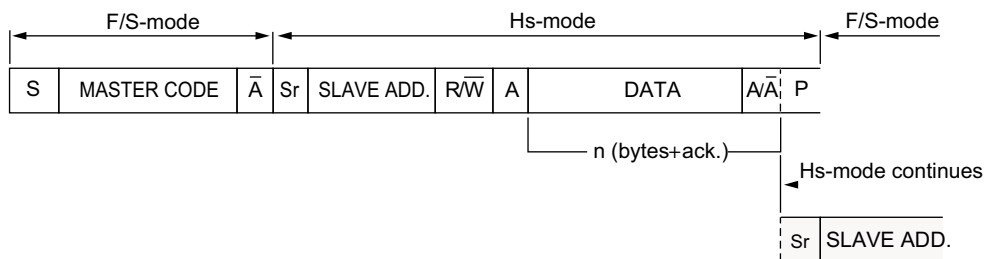 F/S-mode Hs-mode F/S-mode
S MASTER CODE A̅ Sr SLAVE ADD. R/W̅ A DATA A/A̅ P
n (bytes+ack.)
Hs-mode continues
Sr SLAVE ADD.